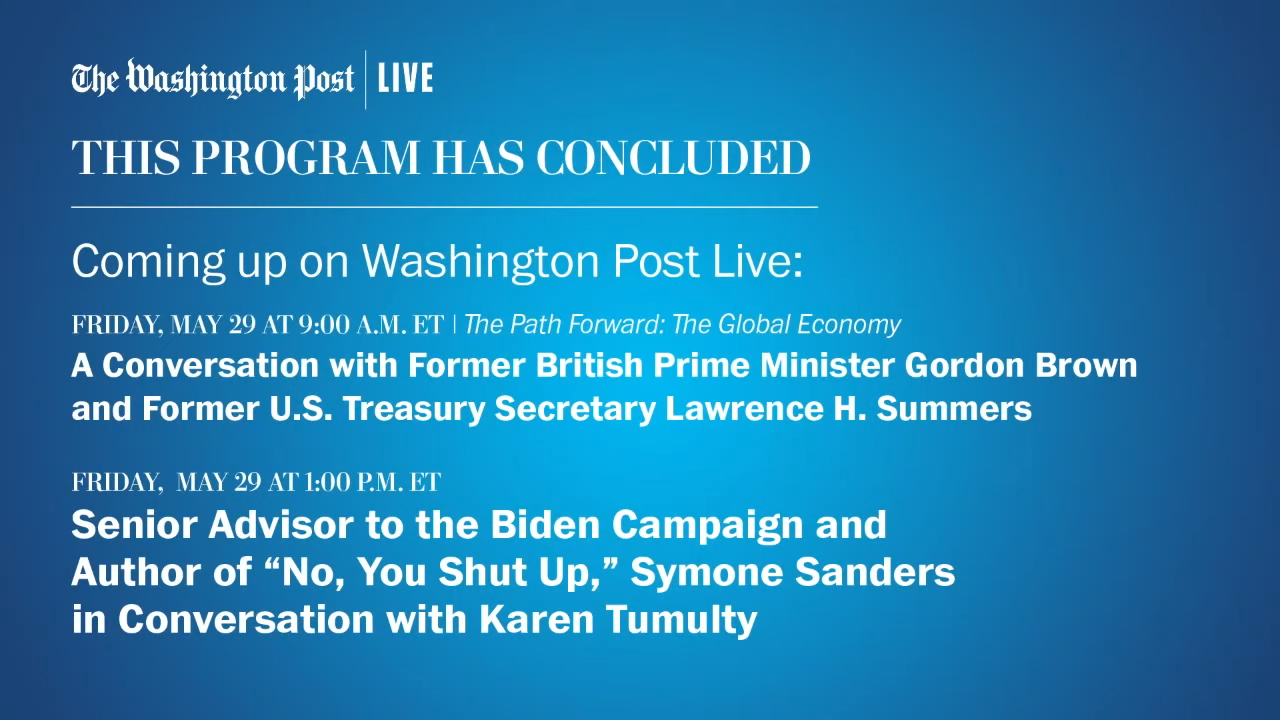 The Washington Post LIVE
THIS PROGRAM HAS CONCLUDED
Coming up on Washington Post Live:
FRIDAY, MAY 29 AT 9:00 A.M. ET | The Path Forward: The Global Economy
A Conversation with Former British Prime Minister Gordon Brown
and Former U.S. Treasury Secretary Lawrence H. Summers
FRIDAY, MAY 29 AT 1:00 P.M. ET
Senior Advisor to the Biden Campaign and
Author of “No, You Shut Up,” Symone Sanders
in Conversation with Karen Tumulty